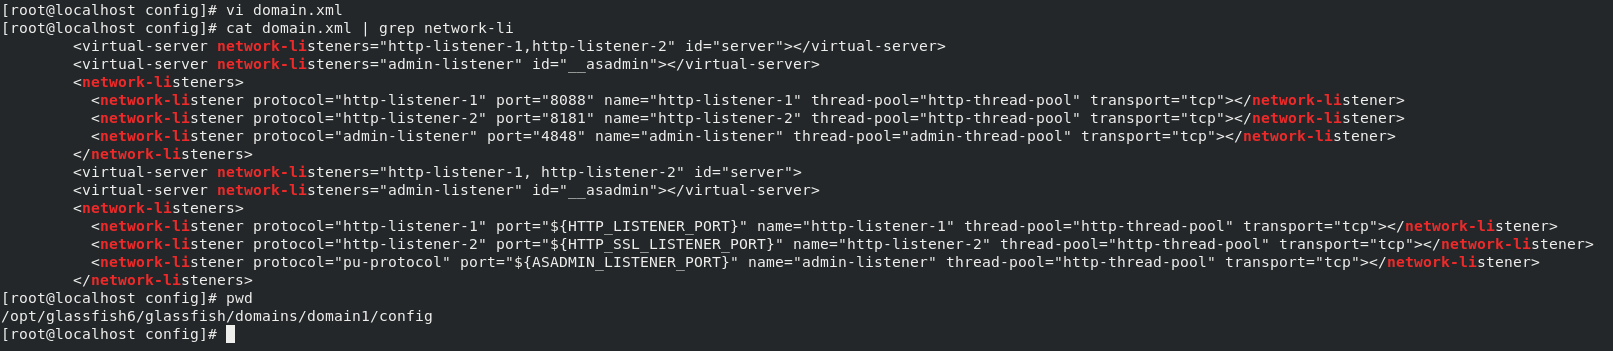 [root@localhost config]# vi domain.xml
[root@localhost config]# cat domain.xml | grep network-li
        <virtual-server network-listeners="http-listener-1,http-listener-2" id="server"></virtual-server>
        <virtual-server network-listeners="admin-listener" id="__asadmin"></virtual-server>
        <network-listeners>
          <network-listener protocol="http-listener-1" port="8088" name="http-listener-1" thread-pool="http-thread-pool" transport="tcp"></network-listener>
          <network-listener protocol="http-listener-2" port="8181" name="http-listener-2" thread-pool="http-thread-pool" transport="tcp"></network-listener>
          <network-listener protocol="admin-listener" port="4848" name="admin-listener" thread-pool="admin-thread-pool" transport="tcp"></network-listener>
        </network-listeners>
        <virtual-server network-listeners="http-listener-1, http-listener-2" id="server">
        <virtual-server network-listeners="admin-listener" id="__asadmin"></virtual-server>
        <network-listeners>
          <network-listener protocol="http-listener-1" port="${HTTP_LISTENER_PORT}" name="http-listener-1" thread-pool="http-thread-pool" transport="tcp"></network-listener>
          <network-listener protocol="http-listener-2" port="${HTTP_SSL_LISTENER_PORT}" name="http-listener-2" thread-pool="http-thread-pool" transport="tcp"></network-listener>
          <network-listener protocol="pu-protocol" port="${ASADMIN_LISTENER_PORT}" name="admin-listener" thread-pool="http-thread-pool" transport="tcp"></network-listener>
        </network-listeners>
[root@localhost config]# pwd
/opt/glassfish6/glassfish/domains/domain1/config
[root@localhost config]#